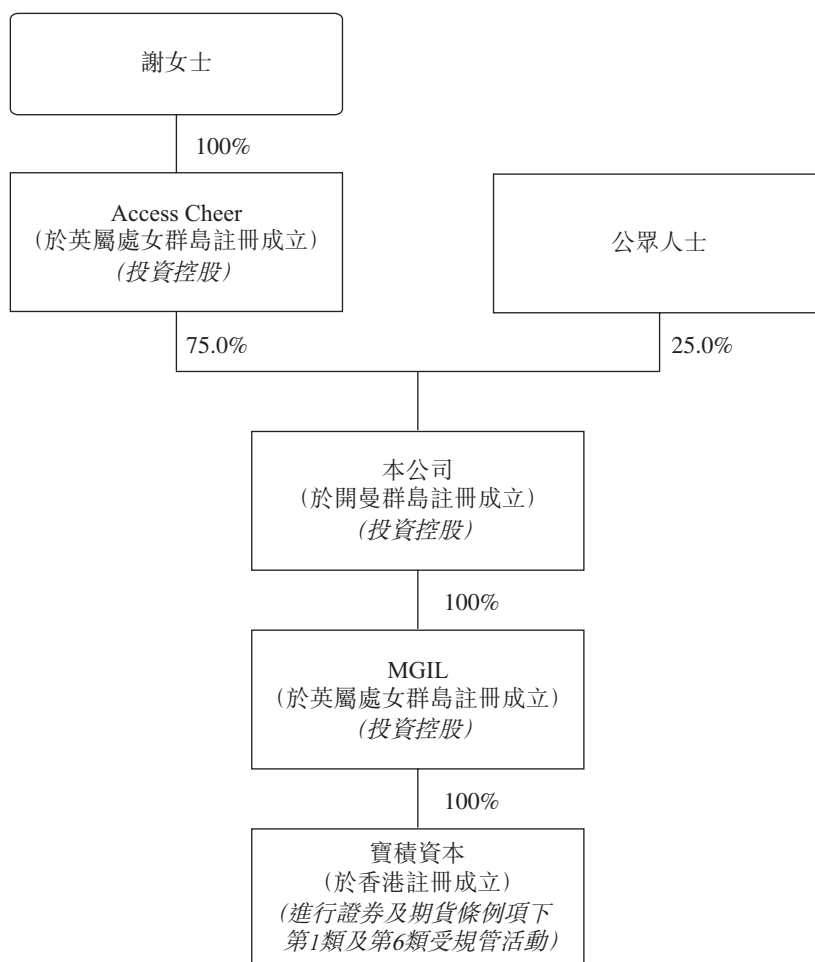 謝女士
100%
Access Cheer
（於英屬處女群島註冊成立）
（投資控股）
公眾人士
75.0%
25.0%
本公司
（於開曼群島註冊成立）
（投資控股）
100%
MGIL
（於英屬處女群島註冊成立）
（投資控股）
100%
寶積資本
（於香港註冊成立）
（進行證券及期貨條例項下
第1類及第6類受規管活動）